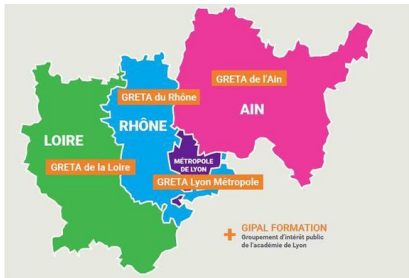 GRETA de l'Ain
GRETA du Rhône
AIN
RHÔNE
LOIRE
MÉTROPOLE
DE LYON
GRETA de la Loire
GRETA Lyon Métropole
+ GIPAL FORMATION
Groupement d'intérêt public
de l'académie de Lyon